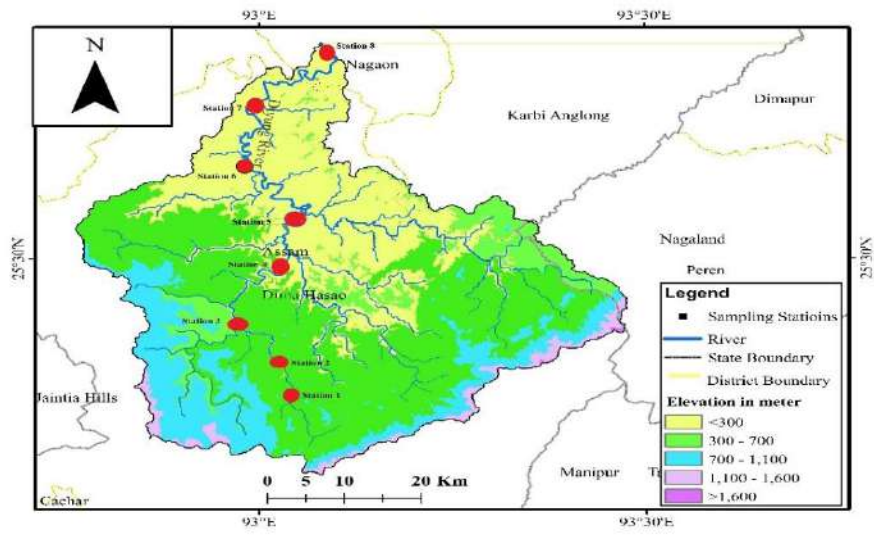 93°E
93°30'E
N
Station 8
Nagaon
Dimapur
Station 7
Karbi Anglong
Diyung River
Station 6
Station 5
25°30'N
25°30'N
Nagaland
Assam
Peren
Dima Hasao
Legend
Station 3
Sampling Statioins
River
Station 2
State Boundary
District Boundary
Jaintia Hills
Station 1
Elevation in meter
<300
300 - 700
700 - 1,100
Manipur
1,100 - 1,600
>1,600
0 5 10 20 Km
Cachar
93°E
93°30'E